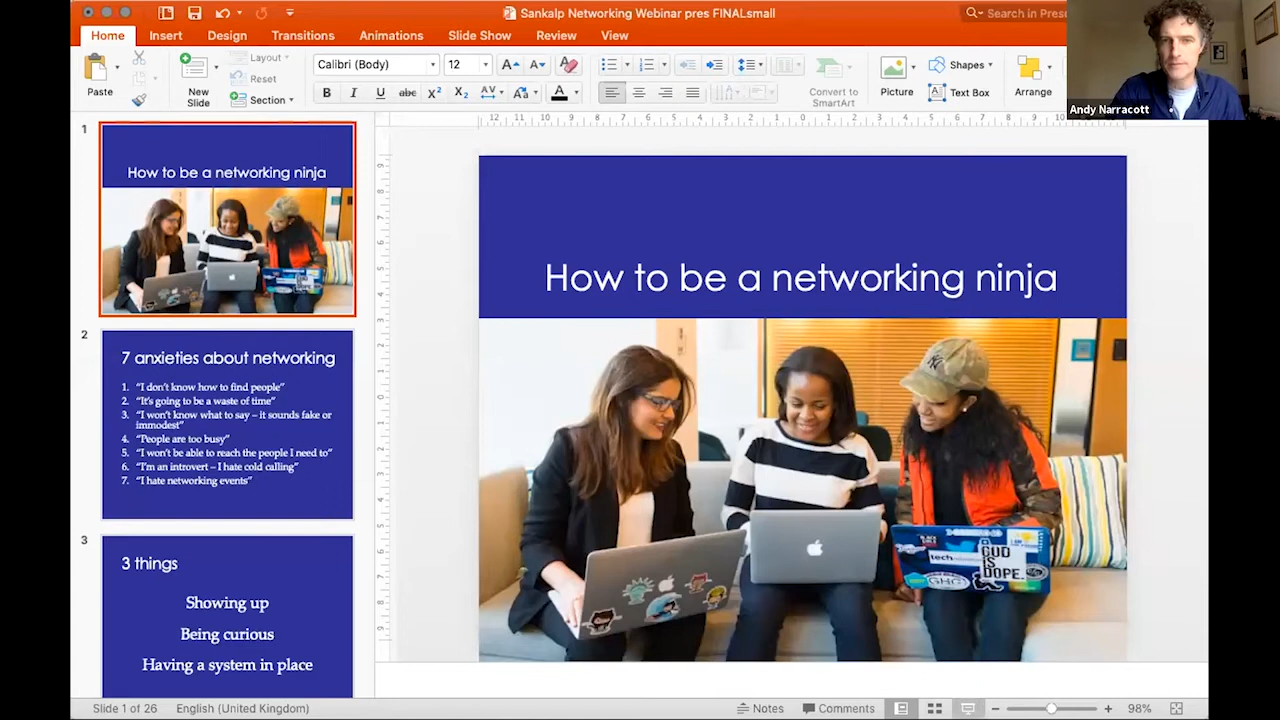 Sankalp Networking Webinar pres FINALsmall
Search in Prese
Home Insert Design Transitions Animations Slide Show Review View
Paste
New
Slide
Layout
Reset
Section
Calibri (Body)
12
Convert to
SmartArt
Picture
Shapes
Text Box
Arrange
Andy Narracott
1
How to be a networking ninja
2
7 anxieties about networking
1. "I don't know how to find people"
2. "It's going to be a waste of time"
3. "I won't know what to say – it sounds fake or
immodest"
4. "People are too busy"
5. "I won't be able to reach the people I need to"
6. "I'm an introvert – I hate cold calling"
7. "I hate networking events"
3
3 things
Showing up
Being curious
Having a system in place
How to be a networking ninja
BLACK
GIRLS
tech
GOD
IS
DOPE.
GHC
Slide 1 of 26 English (United Kingdom) Notes Comments 98%